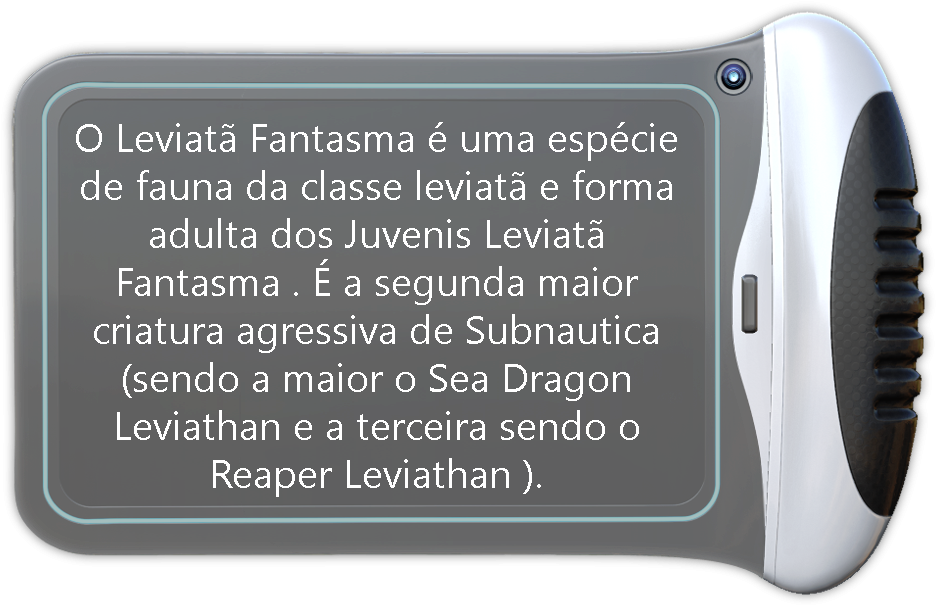 O Leviatã Fantasma é uma espécie
de fauna da classe leviatã e forma
adulta dos Juvenis Leviatã
Fantasma . É a segunda maior
criatura agressiva de Subnautica
(sendo a maior o Sea Dragon
Leviathan e a terceira sendo o
Reaper Leviathan ).